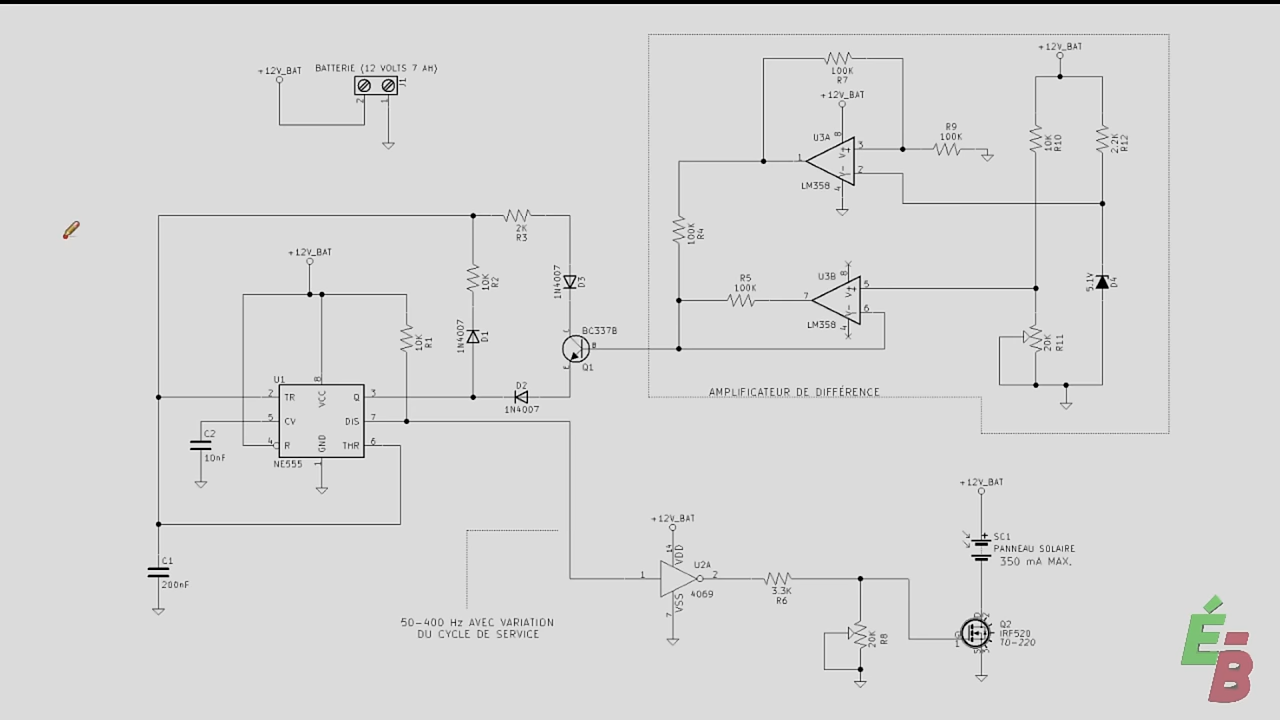 +12V_BAT
BATTERIE (12 VOLTS 7 AH)
J1
2
1
+12V_BAT
100K
R7
+12V_BAT
8
U3A
V+
V-
3
2
1
4
LM358
R9
100K
10K
R10
2.2K
R12
100K
R4
2K
R3
+12V_BAT
10K
R2
1N4007
D3
1N4007
D1
10K
R1
C
BC337B
B
E
Q1
R5
100K
7
U3B
8
V+
V-
5
6
4
LM358
5.1V
D4
20K
R11
AMPLIFICATEUR DE DIFFÉRENCE
U1
8
VCC
2
TR
Q
3
5
CV
DIS
7
4
R
GND
THR
6
1
NE555
D2
1N4007
C2
10nF
C1
200nF
50-400 Hz AVEC VARIATION
DU CYCLE DE SERVICE
+12V_BAT
14
VDD
U2A
1
2
4069
VSS
7
3.3K
R6
20K
R8
+12V_BAT
+
SC1
PANNEAU SOLAIRE
350 mA MAX.
D
2
G
1
S
3
Q2
IRF520
TO-220
É-B